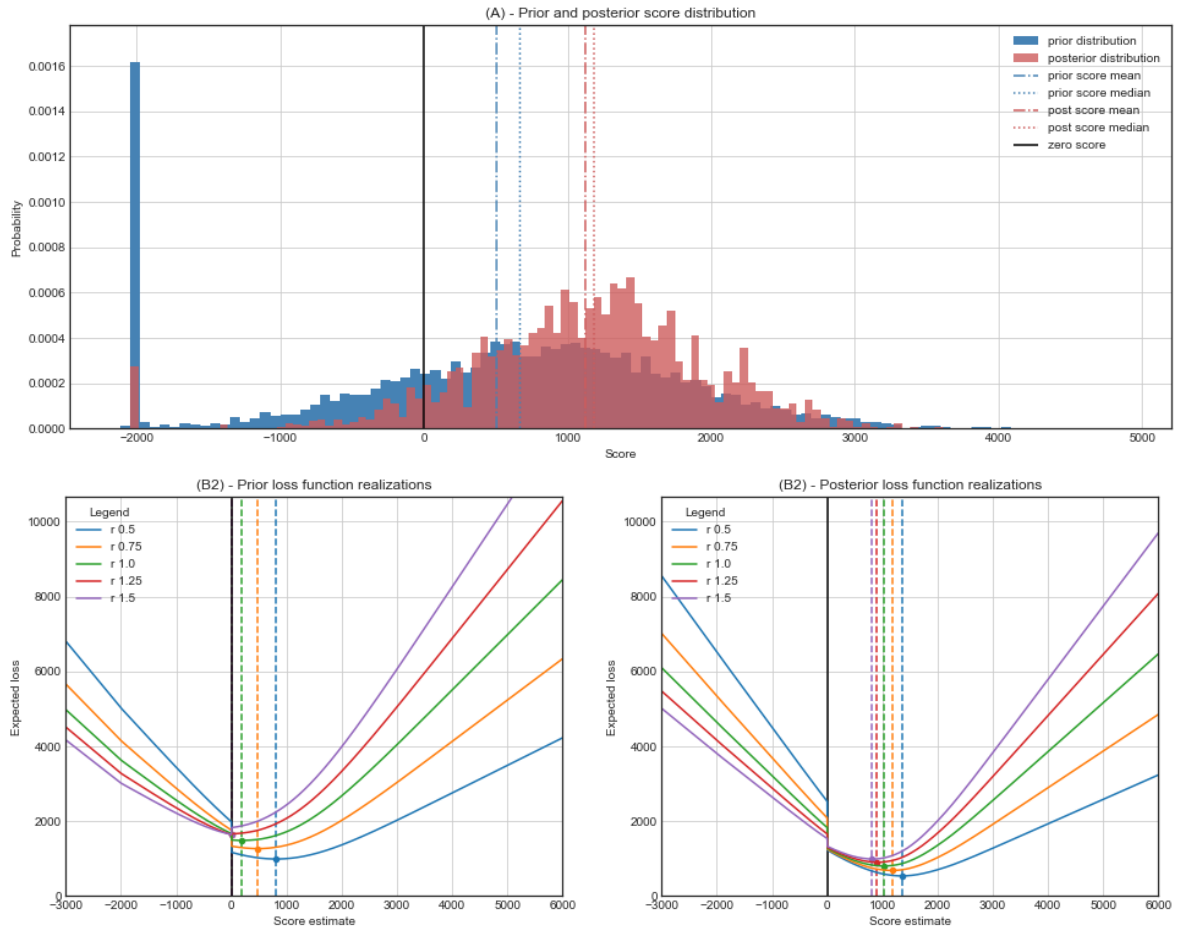 (A) - Prior and posterior score distribution
Probability
0.0016
0.0014
0.0012
0.0010
0.0008
0.0006
0.0004
0.0002
0.0000
prior distribution
posterior distribution
prior score mean
prior score median
post score mean
post score median
zero score
−2000 −1000 0 1000 2000 3000 4000 5000
Score
(B2) - Prior loss function realizations
Expected loss
10000
8000
6000
4000
2000
0
Legend
r 0.5
r 0.75
r 1.0
r 1.25
r 1.5
−3000 −2000 −1000 0 1000 2000 3000 4000 5000 6000
Score estimate
(B2) - Posterior loss function realizations
Expected loss
10000
8000
6000
4000
2000
0
Legend
r 0.5
r 0.75
r 1.0
r 1.25
r 1.5
−3000 −2000 −1000 0 1000 2000 3000 4000 5000 6000
Score estimate